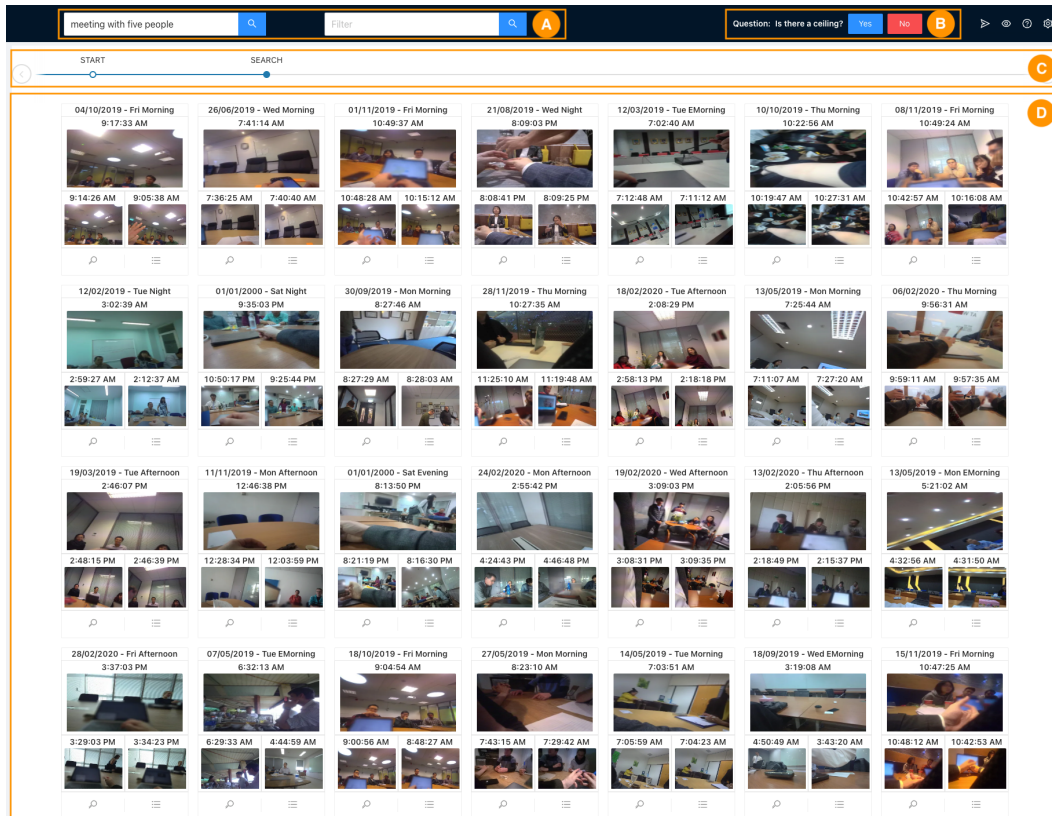 meeting with five people
Filter
A
Question: Is there a ceiling?
Yes
No
B
START
SEARCH
C
D
04/10/2019 - Fri Morning
26/06/2019 - Wed Morning
01/11/2019 - Fri Morning
21/08/2019 - Wed Night
12/03/2019 - Tue EMorning
10/10/2019 - Thu Morning
08/11/2019 - Fri Morning
9:17:33 AM
7:41:14 AM
10:49:37 AM
8:09:03 PM
7:02:40 AM
10:22:56 AM
10:49:24 AM
9:14:26 AM 9:05:38 AM
7:36:25 AM 7:40:40 AM
10:48:28 AM 10:15:12 AM
8:08:41 PM 8:09:25 PM
7:12:48 AM 7:11:12 AM
10:19:47 AM 10:27:31 AM
10:42:57 AM 10:16:08 AM
12/02/2019 - Tue Night
01/01/2000 - Sat Night
30/09/2019 - Mon Morning
28/11/2019 - Thu Morning
18/02/2020 - Tue Afternoon
13/05/2019 - Mon Morning
06/02/2020 - Thu Morning
3:02:39 AM
9:35:03 PM
8:27:46 AM
10:27:35 AM
2:08:29 PM
7:25:44 AM
9:56:31 AM
2:59:27 AM 2:12:37 AM
10:50:17 PM 9:25:44 PM
8:27:29 AM 8:28:03 AM
11:25:10 AM 11:19:48 AM
2:58:13 PM 2:18:18 PM
7:11:07 AM 7:27:20 AM
9:59:11 AM 9:57:35 AM
19/03/2019 - Tue Afternoon
11/11/2019 - Mon Afternoon
01/01/2000 - Sat Evening
24/02/2020 - Mon Afternoon
19/02/2020 - Wed Afternoon
13/02/2020 - Thu Afternoon
13/05/2019 - Mon EMorning
2:46:07 PM
12:46:38 PM
8:13:50 PM
2:55:42 PM
3:09:03 PM
2:05:56 PM
5:21:02 AM
2:48:15 PM 2:46:39 PM
12:28:34 PM 12:03:59 PM
8:21:19 PM 8:16:30 PM
4:24:43 PM 4:46:48 PM
3:08:31 PM 3:09:35 PM
2:18:49 PM 2:15:37 PM
4:32:56 AM 4:31:50 AM
28/02/2020 - Fri Afternoon
07/05/2019 - Tue EMorning
18/10/2019 - Fri Morning
27/05/2019 - Mon Morning
14/05/2019 - Tue Morning
18/09/2019 - Wed EMorning
15/11/2019 - Fri Morning
3:37:03 PM
6:32:13 AM
9:04:54 AM
8:23:10 AM
7:03:51 AM
3:19:08 AM
10:47:25 AM
3:29:03 PM 3:34:23 PM
6:29:33 AM 4:44:59 AM
9:00:56 AM 8:48:27 AM
7:43:15 AM 7:29:42 AM
7:05:59 AM 7:04:23 AM
4:50:49 AM 3:43:20 AM
10:48:12 AM 10:42:53 AM